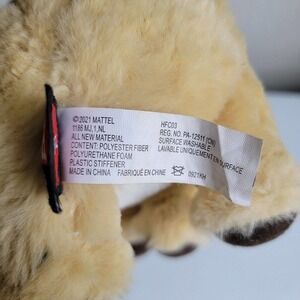 ©2021 MATTEL
1186 MJ, 1, NL
ALL NEW MATERIAL
CONTENT: POLYESTER FIBER
POLYURETHANE FOAM
PLASTIC STIFFENER
MADE IN CHINA FABRIQUÉ EN CHINE
HFC03
REG. NO. PA-12511 (CN)
SURFACE WASHABLE
LAVABLE UNIQUEMENT EN SURFACE
0921KH